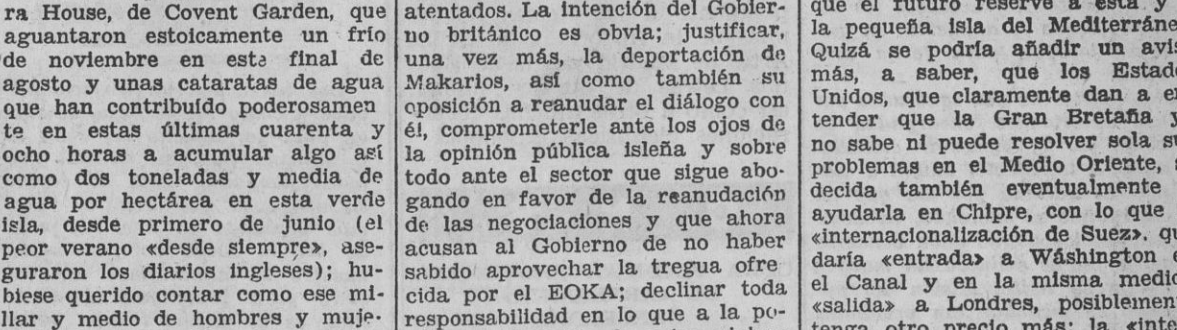 ra House, de Covent Garden, que
aguantaron estoicamente un frío
de noviembre en este final de
agosto y unas cataratas de agua
que han contribuído poderosamen
te en estas últimas cuarenta y
ocho horas a acumular algo así
como dos toneladas y media de
agua por hectárea en esta verde
isla, desde primero de junio (el
peor verano «desde siempre», ase-
guraron los diarios ingleses); hu-
biese querido contar como ese mi-
llar y medio de hombres y muje-
atentados. La intención del Gobier-
no británico es obvia; justificar,
una vez más, la deportación de
Makarios, así como también su
oposición a reanudar el diálogo con
él, comprometerle ante los ojos de
la opinión pública isleña y sobre
todo ante el sector que sigue abo-
gando en favor de la reanudación
de las negociaciones y que ahora
acusan al Gobierno de no haber
sabido aprovechar la tregua ofre
cida por el EOKA; declinar toda
responsabilidad en lo que a la po-
que el futuro reserve a esta y
la pequeña isla del Mediterráne
Quizá se podría añadir un avis
más, a saber, que los Estad
Unidos, que claramente dan a e
tender que la Gran Bretaña y
no sabe ni puede resolver sola su
problemas en el Medio Oriente,
decida también eventualmente
ayudarla en Chipre, con lo que
«internacionalización de Suez». qu
daría «entrada» a Wáshington e
el Canal y en la misma medid
«salida» a Londres, posiblemen
tenga otro precio más: la «inte